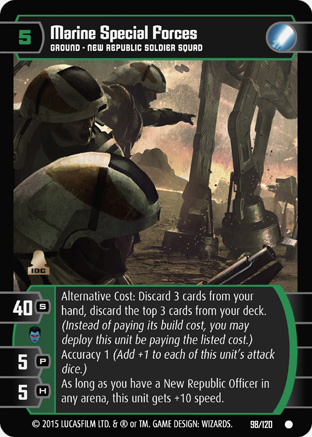 5 Marine Special Forces
GROUND - NEW REPUBLIC SOLDIER SQUAD
IDC
40 S
5 P
5 H
Alternative Cost: Discard 3 cards from your
hand, discard the top 3 cards from your deck.
(Instead of paying its build cost, you may
deploy this unit be paying the listed cost.)
Accuracy 1 (Add +1 to each of this unit's attack
dice.)
As long as you have a New Republic Officer in
any arena, this unit gets +10 speed.
© 2015 LUCASFILM LTD. & ® or TM. GAME DESIGN: WIZARDS. 98/120